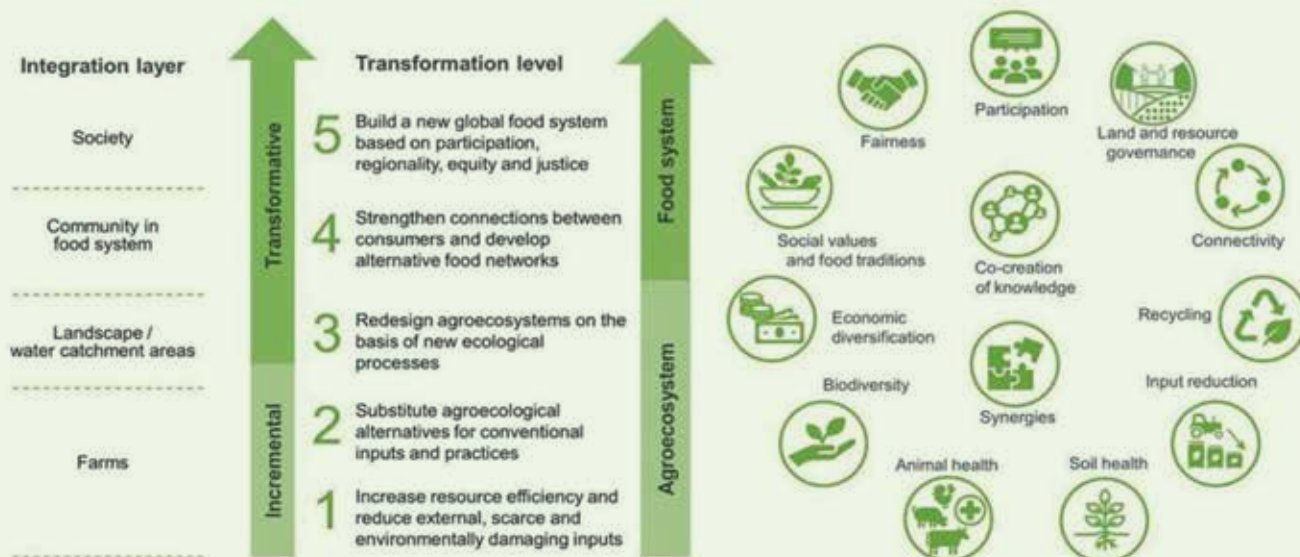 Integration layer
Society
Community in
food system
Landscape /
water catchment areas
Farms
Transformative
Incremental
Transformation level
5 Build a new global food system
based on participation,
regionality, equity and justice
4 Strengthen connections between
consumers and develop
alternative food networks
3 Redesign agroecosystems on the
basis of new ecological
processes
2 Substitute agroecological
alternatives for conventional
inputs and practices
1 Increase resource efficiency and
reduce external, scarce and
environmentally damaging inputs
Food system
Agroecosystem
Participation
Fairness
Land and resource
governance
Social values
and food traditions
Co-creation
of knowledge
Connectivity
Economic
diversification
Recycling
Biodiversity
Synergies
Input reduction
Animal health
Soil health